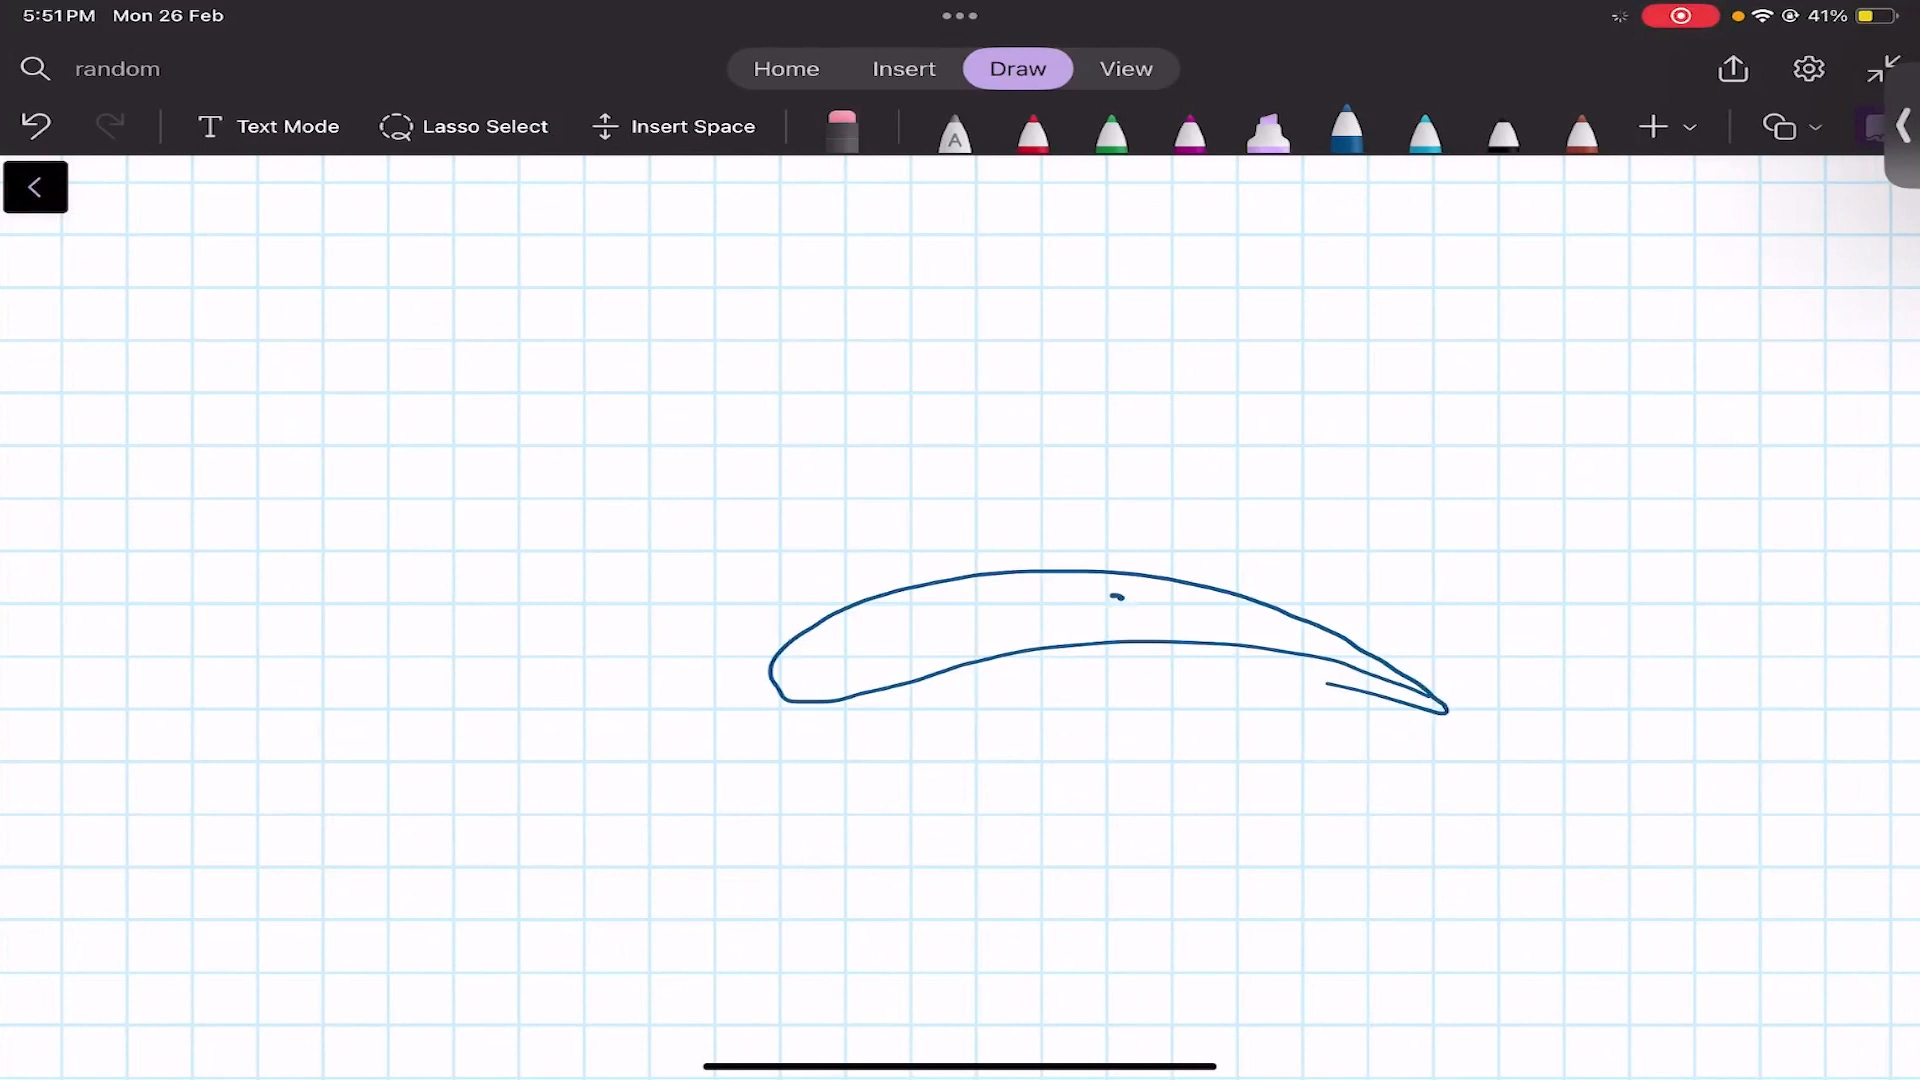 5:51 PM Mon 26 Feb 41%
random Home Insert Draw View
Text Mode Lasso Select Insert Space A